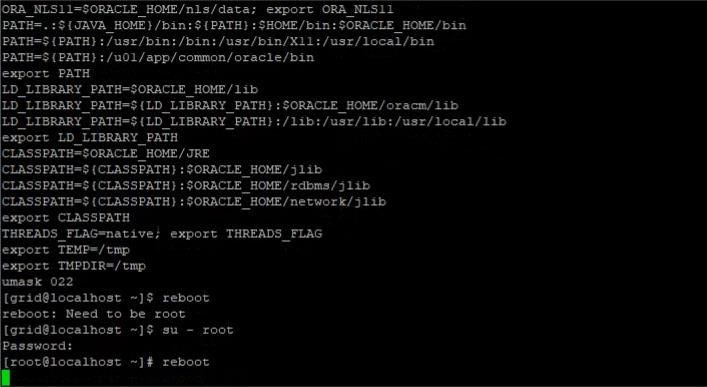 ORA_NLS11=$ORACLE_HOME/nls/data; export ORA_NLS11
PATH=.:${JAVA_HOME}/bin:${PATH}:$HOME/bin:$ORACLE_HOME/bin
PATH=${PATH}:/usr/bin:/bin:/usr/bin/X11:/usr/local/bin
PATH=${PATH}:/u01/app/common/oracle/bin
export PATH
LD_LIBRARY_PATH=$ORACLE_HOME/lib
LD_LIBRARY_PATH=${LD_LIBRARY_PATH}:$ORACLE_HOME/oracm/lib
LD_LIBRARY_PATH=${LD_LIBRARY_PATH}:/lib:/usr/lib:/usr/local/lib
export LD_LIBRARY_PATH
CLASSPATH=$ORACLE_HOME/JRE
CLASSPATH=${CLASSPATH}:$ORACLE_HOME/jlib
CLASSPATH=${CLASSPATH}:$ORACLE_HOME/rdbms/jlib
CLASSPATH=${CLASSPATH}:$ORACLE_HOME/network/jlib
export CLASSPATH
THREADS_FLAG=native; export THREADS_FLAG
export TEMP=/tmp
export TMPDIR=/tmp
umask 022
[grid@localhost ~]$ reboot
reboot: Need to be root
[grid@localhost ~]$ su - root
Password:
[root@localhost ~]# reboot